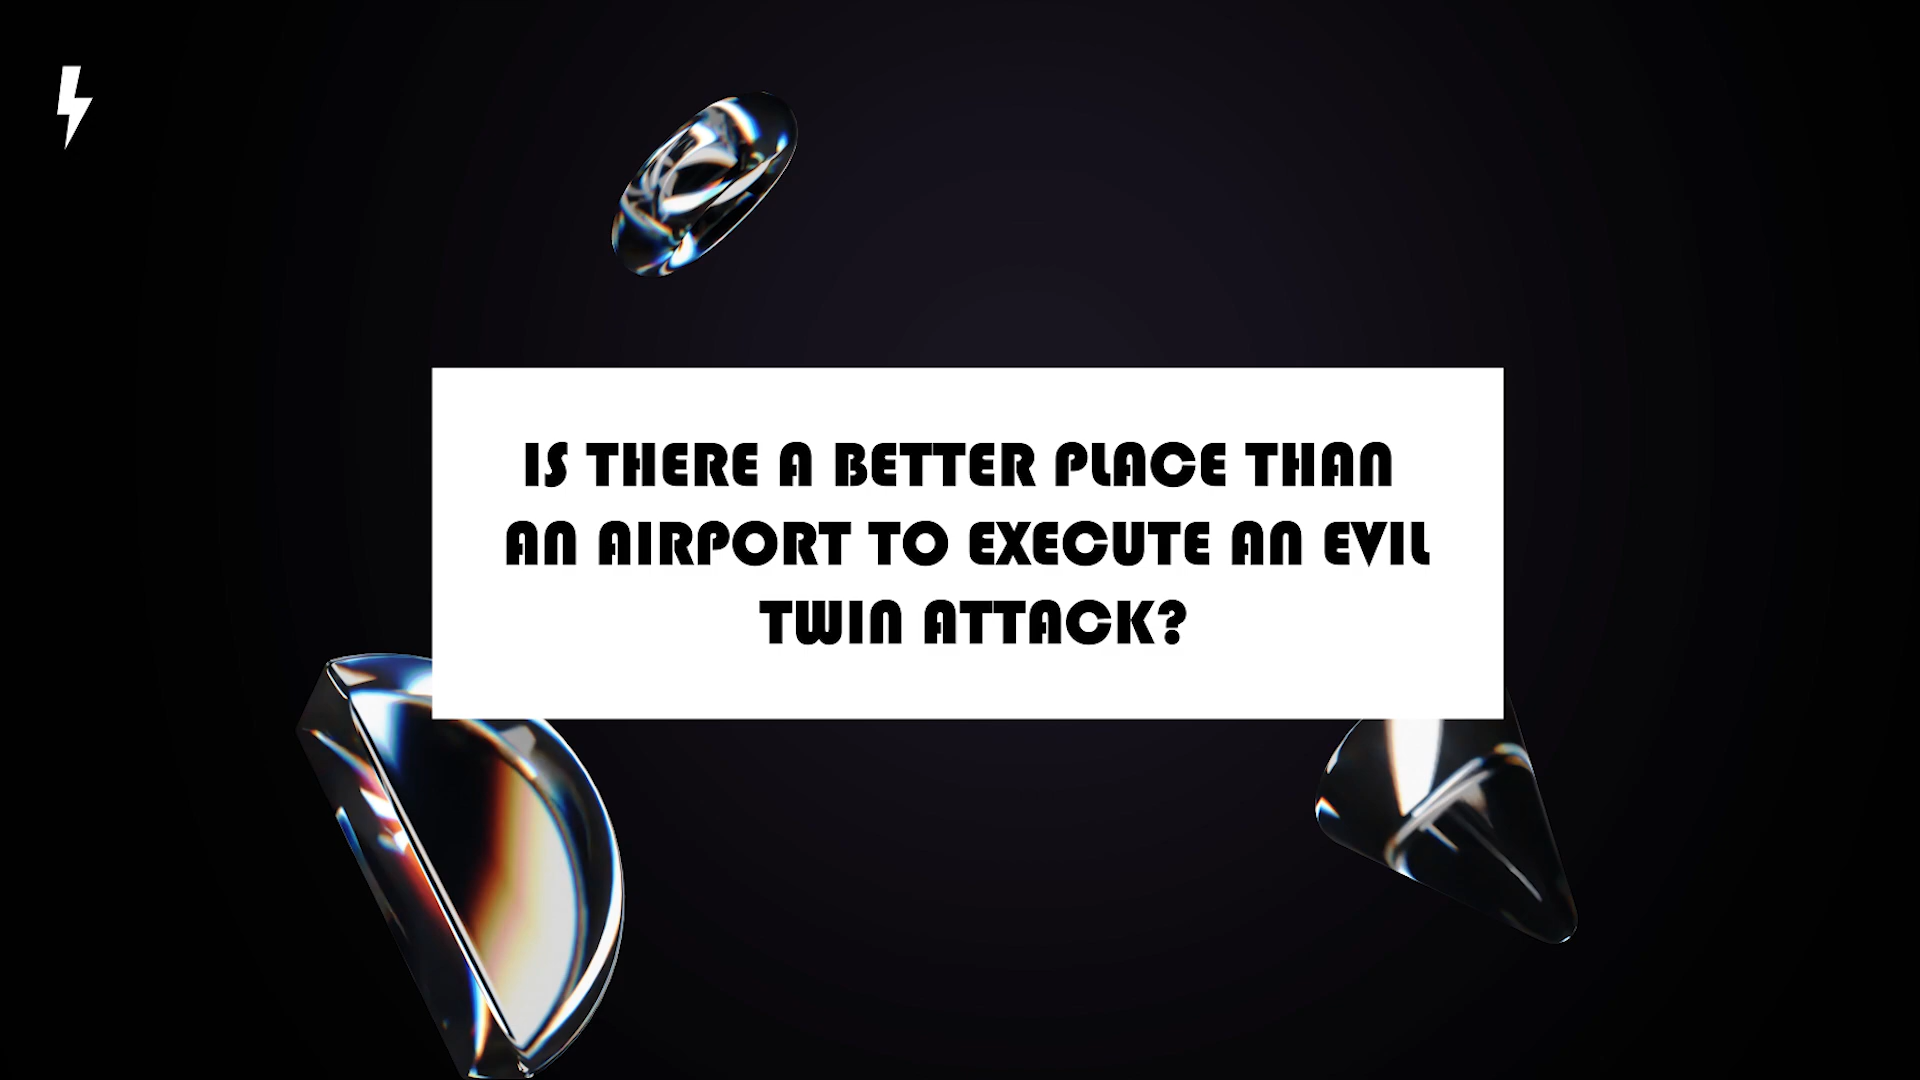 IS THERE A BETTER PLACE THAN
AN AIRPORT TO EXECUTE AN EVIL
TWIN ATTACK?